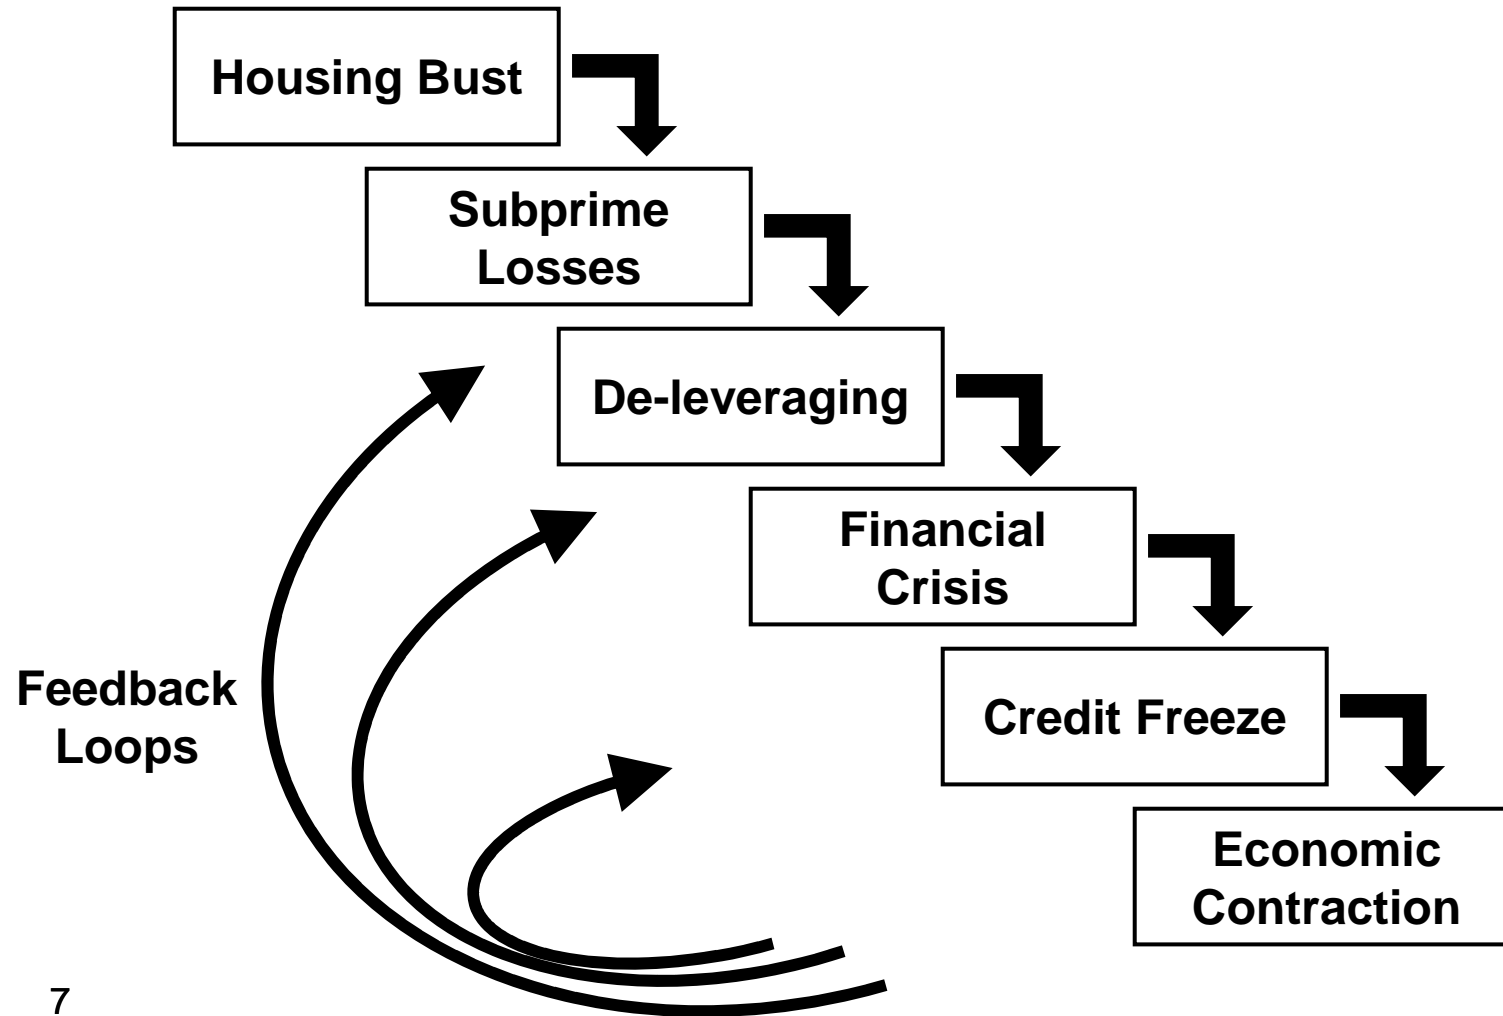 Housing Bust
Subprime
Losses
De-leveraging
Financial
Crisis
Credit Freeze
Economic
Contraction
Feedback
Loops
7